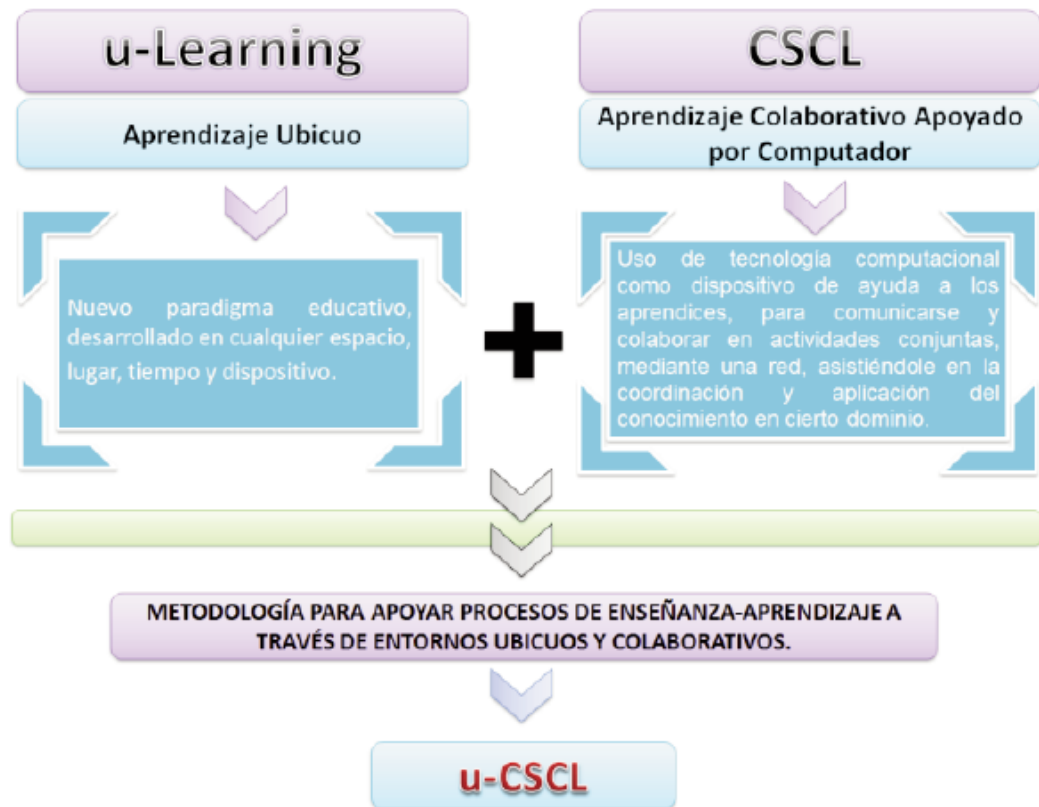 u-Learning
Aprendizaje Ubicuo
Nuevo paradigma educativo,
desarrollado en cualquier espacio,
lugar, tiempo y dispositivo.
CSCL
Aprendizaje Colaborativo Apoyado
por Computador
Uso de tecnología computacional
como dispositivo de ayuda a los
aprendices, para comunicarse y
colaborar en actividades conjuntas,
mediante una red, asistiéndole en la
coordinación y aplicación del
conocimiento en cierto dominio.
METODOLOGÍA PARA APOYAR PROCESOS DE ENSEÑANZA-APRENDIZAJE A
TRAVÉS DE ENTORNOS UBICUOS Y COLABORATIVOS.
u-CSCL